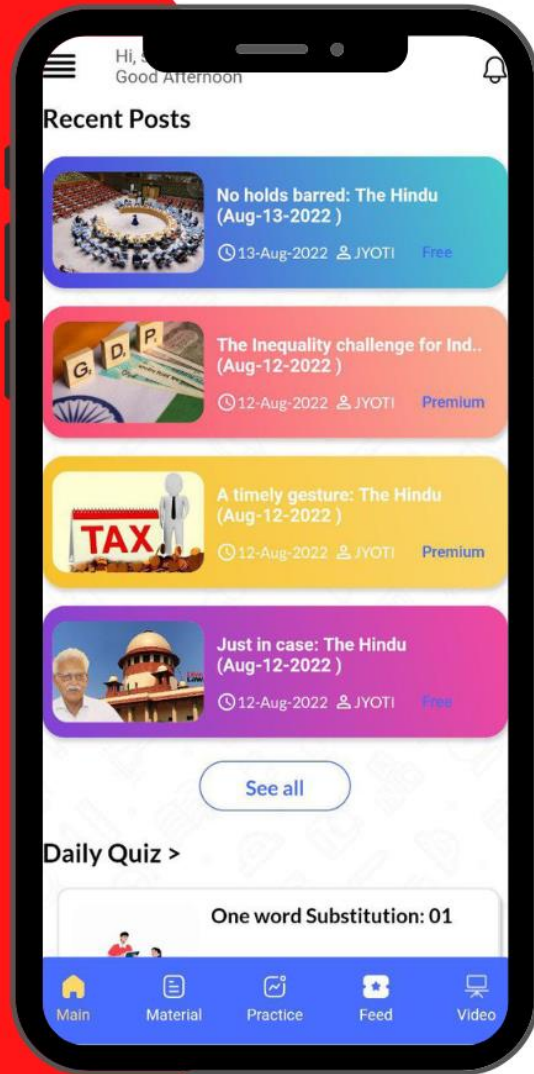 Hi,
Good Afternoon
Recent Posts
No holds barred: The Hindu
(Aug-13-2022 )
13-Aug-2022 JYOTI Free
GDP
The Inequality challenge for Ind..
(Aug-12-2022 )
12-Aug-2022 JYOTI Premium
TAX
A timely gesture: The Hindu
(Aug-12-2022 )
12-Aug-2022 JYOTI Premium
Just in case: The Hindu
(Aug-12-2022 )
12-Aug-2022 JYOTI Free
See all
Daily Quiz >
One word Substitution: 01
Main Material Practice Feed Video